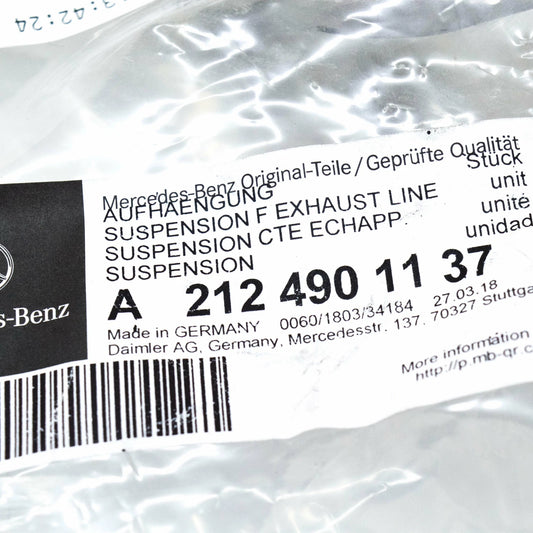 3:42:24
Mercedes-Benz Original-Teile/Geprüfte Qualität
AUFHAENGUNG
SUSPENSION F EXHAUST LINE
SUSPENSION CTE ECHAPP.
SUSPENSION
Stück
unit
unité
unidad
A 212 490 11 37
Made in GERMANY 0060/1803/34184 27.03.18
Daimler AG, Germany, Mercedesstr. 137, 70327 Stuttga
s-Benz
More information
http://p.mb-qr.c